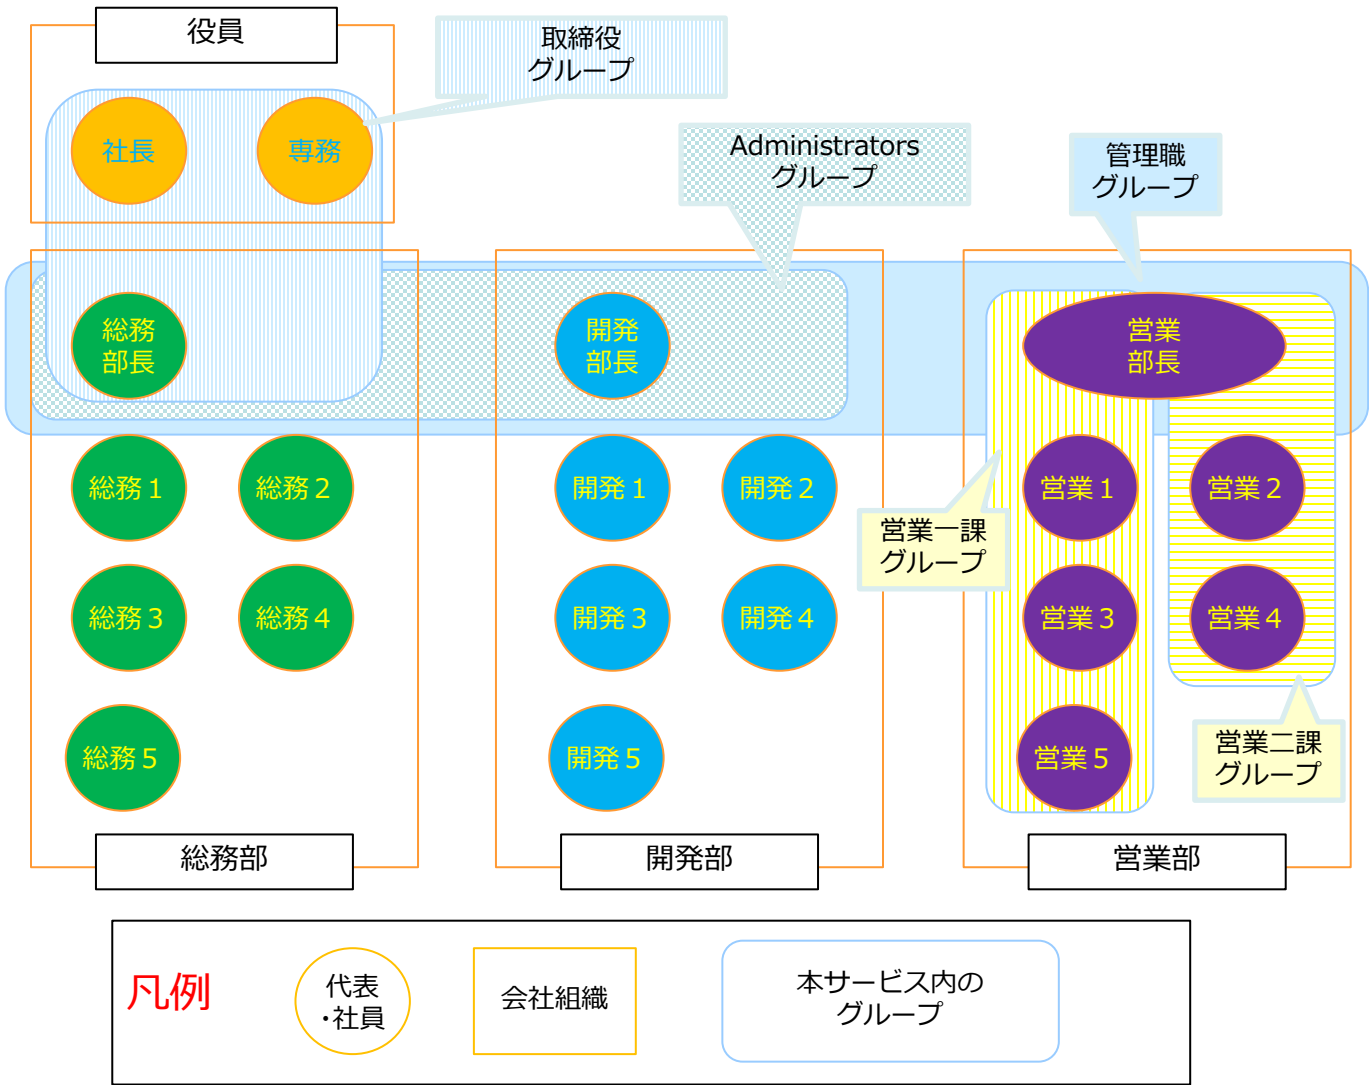 役員
取締役
グループ
社長
専務
Administrators
グループ
管理職
グループ
総務
部長
開発
部長
営業
部長
総務１
総務２
開発１
開発２
営業１
営業２
営業一課
グループ
総務３
総務４
開発３
開発４
営業３
営業４
総務５
開発５
営業５
営業二課
グループ
総務部
開発部
営業部
凡例
代表
・社員
会社組織
本サービス内の
グループ